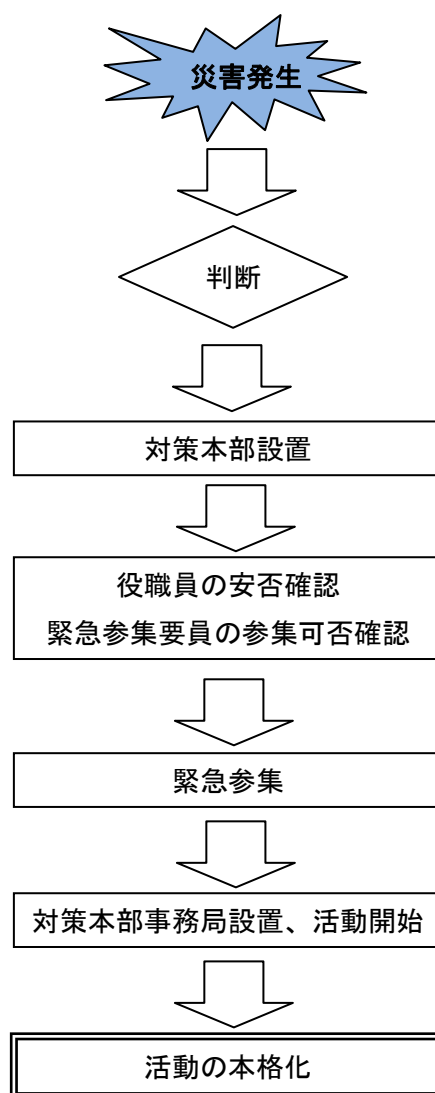 災害発生
判断
対策本部設置
役職員の安否確認
緊急参集要員の参集可否確認
緊急参集
対策本部事務局設置、活動開始
活動の本格化